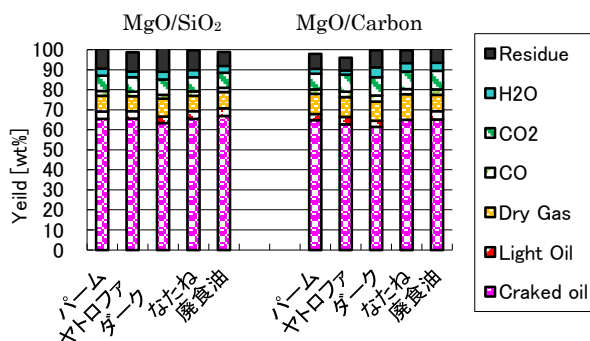 MgO/SiO₂ MgO/Carbon
Yeild [wt%]
100
90
80
70
60
50
40
30
20
10
0
パーム
ヤトロファ
ダーク
なたね
廃食油
パーム
ヤトロファ
ダーク
なたね
廃食油
Residue
H2O
CO2
CO
Dry Gas
Light Oil
Craked oil